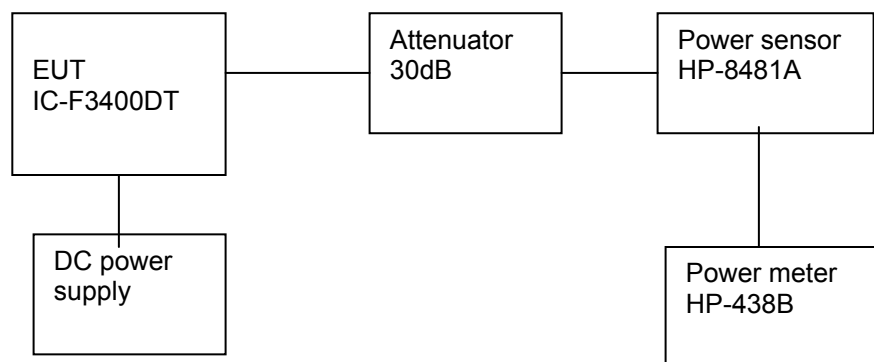 EUT
IC-F3400DT
Attenuator
30dB
Power sensor
HP-8481A
DC power
supply
Power meter
HP-438B